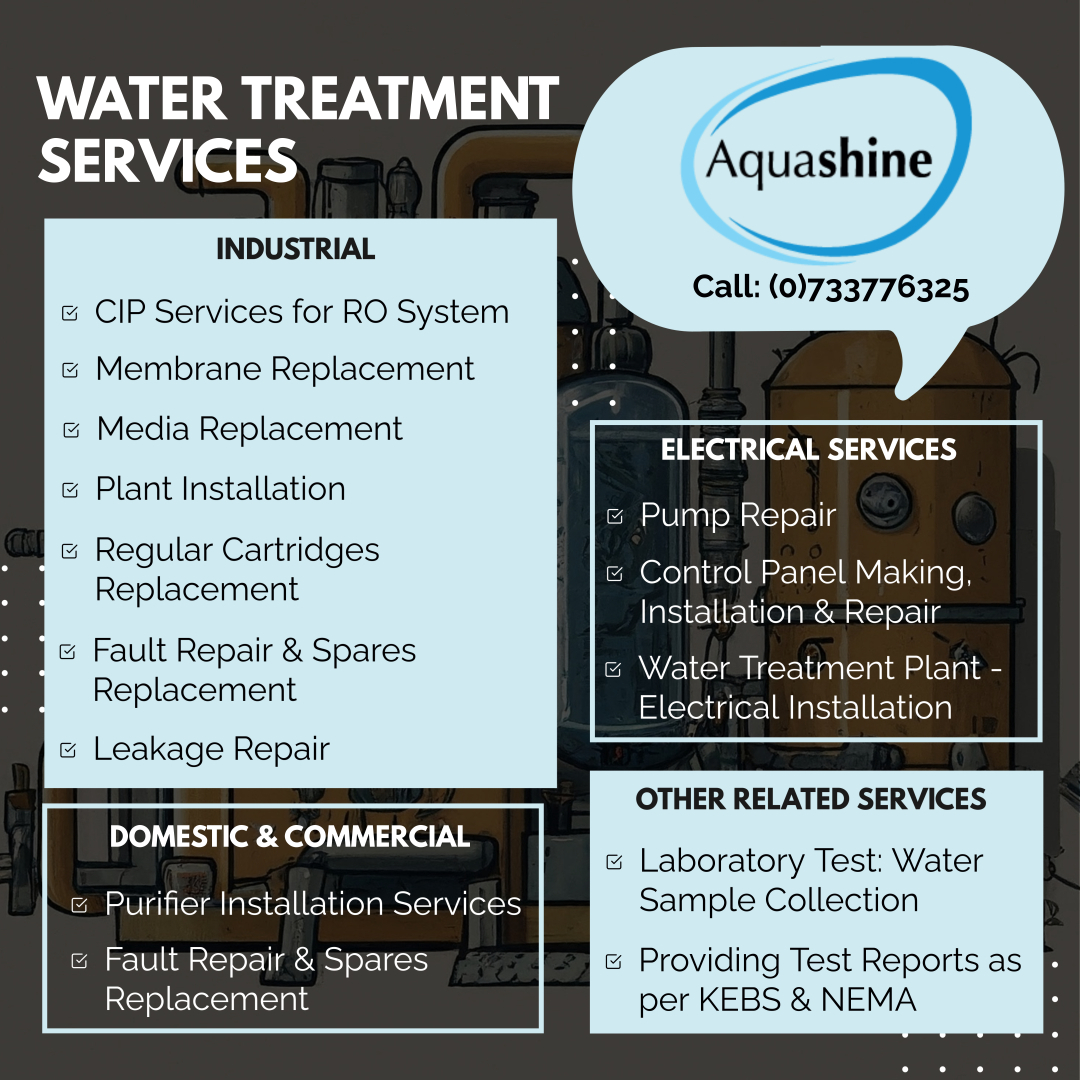 WATER TREATMENT
SERVICES
Aquashine
Call: (0)733776325
INDUSTRIAL
CIP Services for RO System
Membrane Replacement
Media Replacement
Plant Installation
Regular Cartridges
Replacement
Fault Repair & Spares
Replacement
Leakage Repair
DOMESTIC & COMMERCIAL
Purifier Installation Services
Fault Repair & Spares
Replacement
ELECTRICAL SERVICES
Pump Repair
Control Panel Making,
Installation & Repair
Water Treatment Plant -
Electrical Installation
OTHER RELATED SERVICES
Laboratory Test: Water
Sample Collection
Providing Test Reports as
per KEBS & NEMA